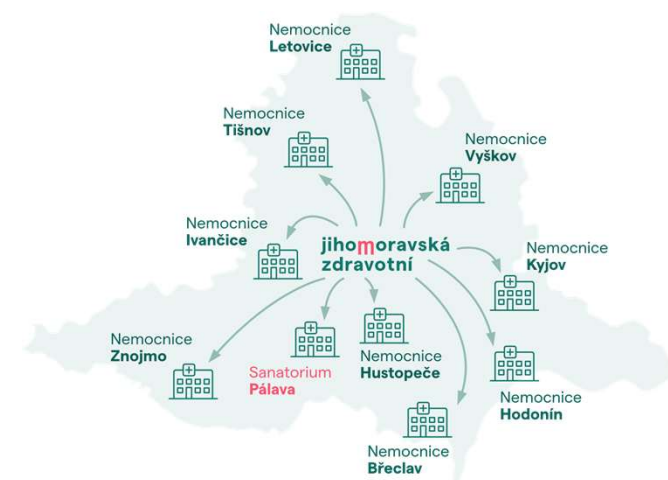 Nemocnice
Letovice
Nemocnice
Tišnov
Nemocnice
Vyškov
Nemocnice
Ivančice
jihomoravská
zdravotní
Nemocnice
Kyjov
Nemocnice
Znojmo
Sanatorium
Pálava
Nemocnice
Hustopeče
Nemocnice
Hodonín
Nemocnice
Břeclav